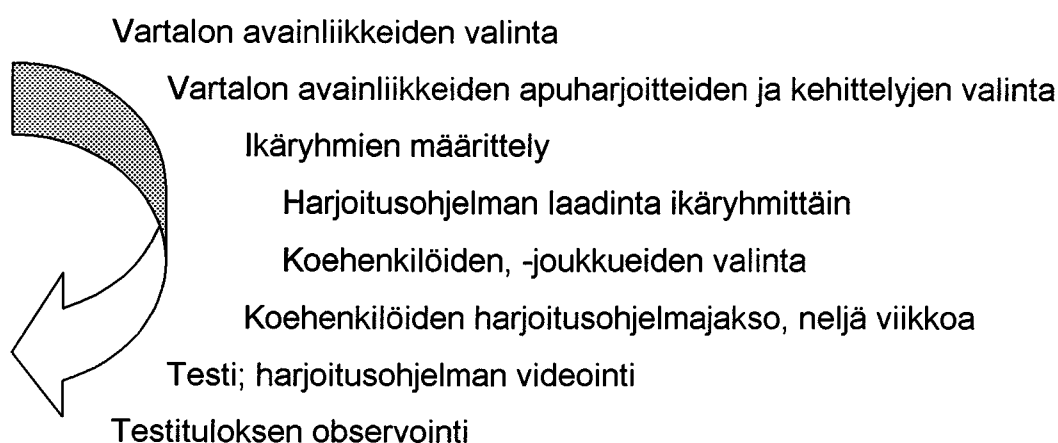 Vartalon avainliikkeiden valinta
Vartalon avainliikkeiden apuharjoitteiden ja kehittelyjen valinta
Ikäryhmien määrittely
Harjoitusohjelman laadinta ikäryhmittäin
Koehenkilöiden, -joukkueiden valinta
Koehenkilöiden harjoitusohjelmajakso, neljä viikkoa
Testi; harjoitusohjelman videointi
Testituloksen observointi